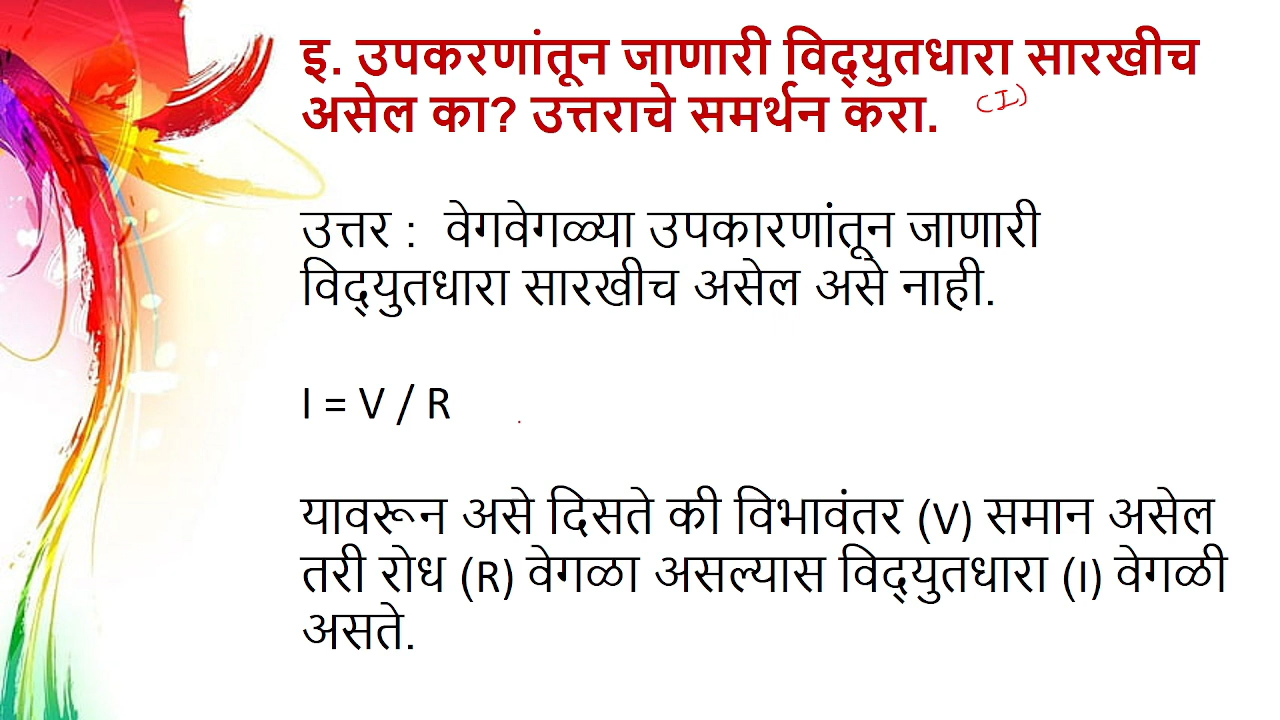 इ. उपकरणांतून जाणारी विद्‌युतधारा सारखीच
असेल का? उत्तराचे समर्थन करा. (I)
उत्तर : वेगवेगळ्या उपकारणांतून जाणारी
विद्‌युतधारा सारखीच असेल असे नाही.
I = V / R
यावरून असे दिसते की विभावंतर (V) समान असेल
तरी रोध (R) वेगळा असल्यास विद्‌युतधारा (I) वेगळी
असते.